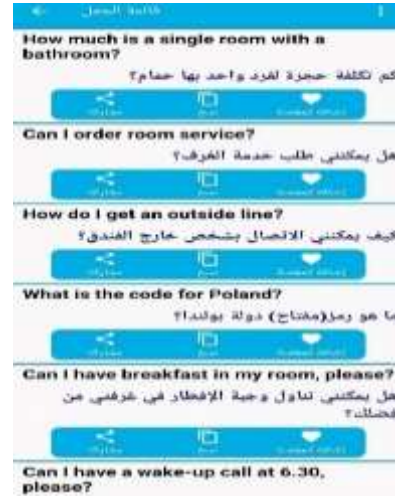 قائمة الجمل
How much is a single room with a
bathroom?
كم تكلفة حجرة لفرد واحد بها حمام؟
Can I order room service?
هل يمكنني طلب خدمة الغرف؟
How do I get an outside line?
كيف يمكنني الاتصال بشخص خارج الفندق؟
What is the code for Poland?
ما هو رمز(مفتاح) دولة بولندا؟
Can I have breakfast in my room, please?
هل يمكنني تناول وجبة الإفطار في غرفتي من
فضلك؟
Can I have a wake-up call at 6.30,
please?